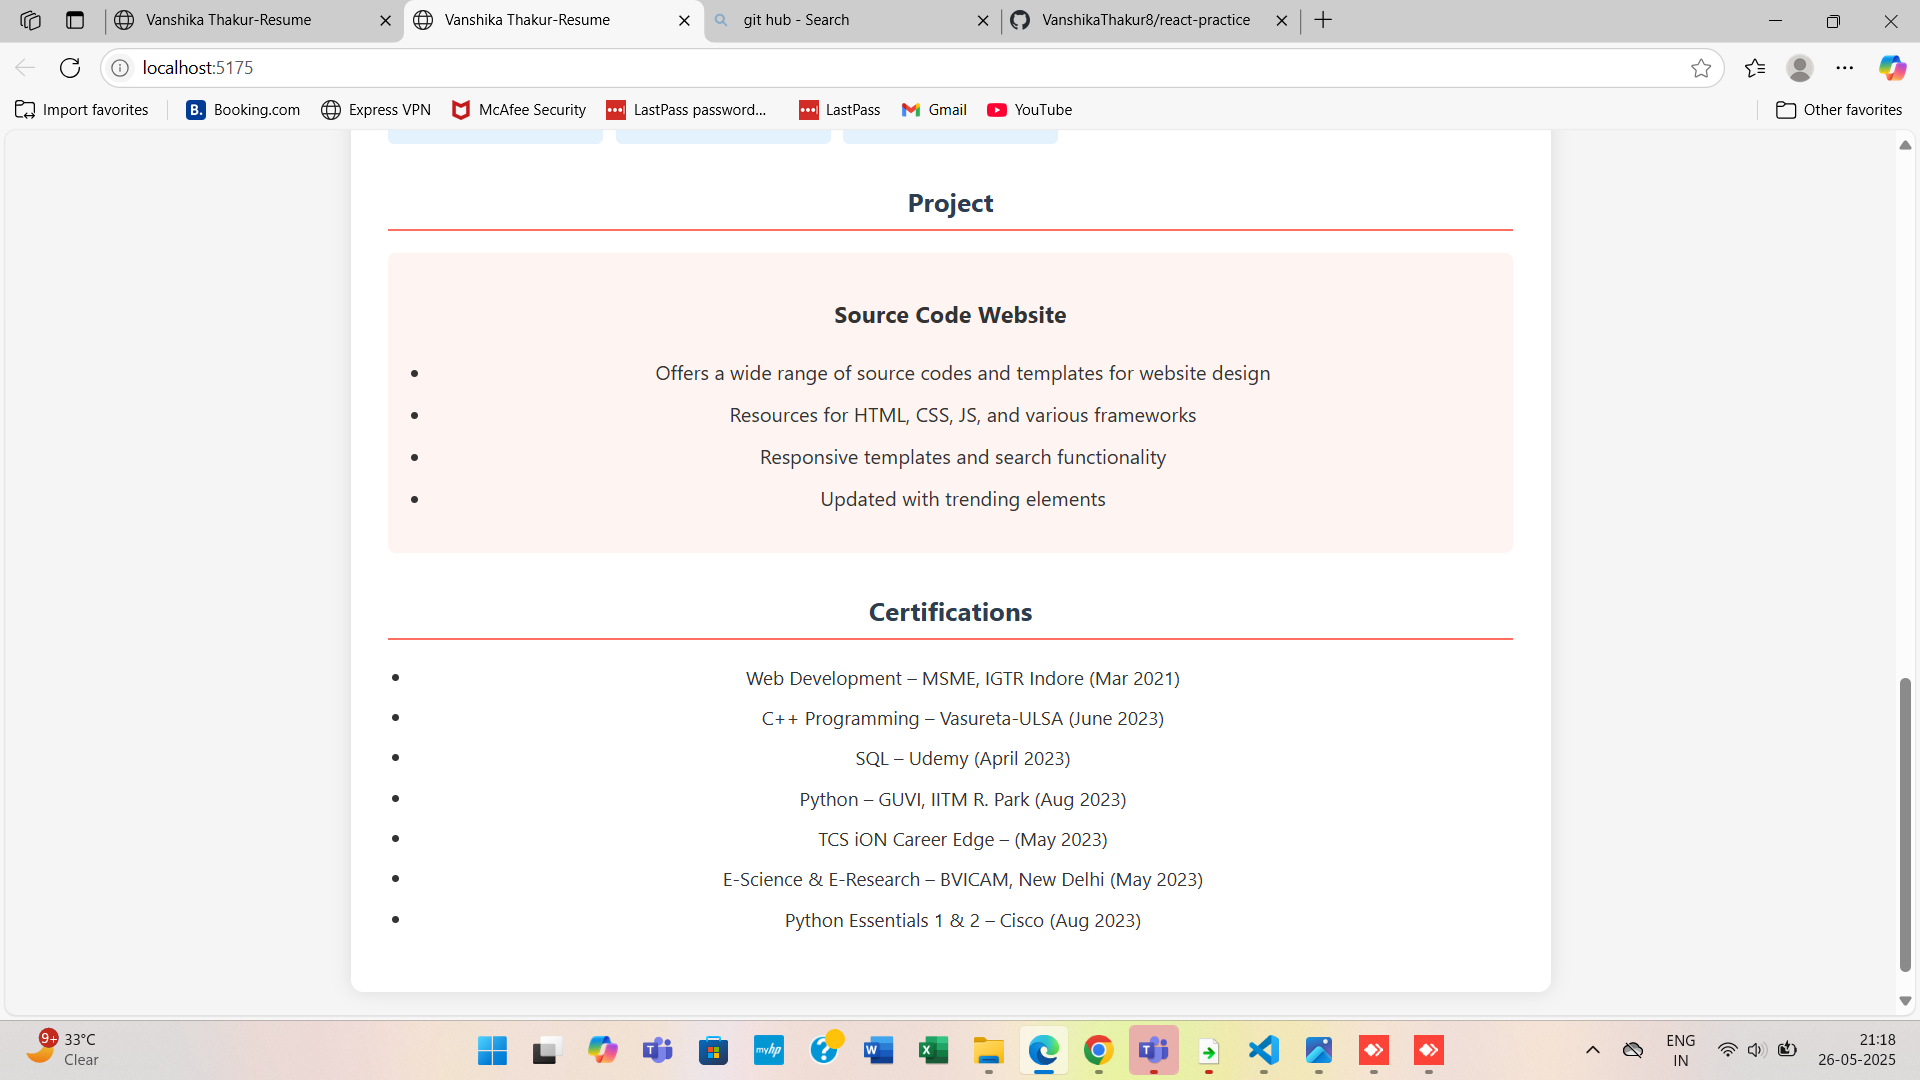 Vanshika Thakur-Resume
Vanshika Thakur-Resume
git hub - Search
VanshikaThakur8/react-practice
localhost:5175
Import favorites
B. Booking.com
Express VPN
McAfee Security
LastPass password...
LastPass
Gmail
YouTube
Other favorites
Project
Source Code Website
• Offers a wide range of source codes and templates for website design
• Resources for HTML, CSS, JS, and various frameworks
• Responsive templates and search functionality
• Updated with trending elements
Certifications
• Web Development – MSME, IGTR Indore (Mar 2021)
• C++ Programming – Vasureta-ULSA (June 2023)
• SQL – Udemy (April 2023)
• Python – GUVI, IITM R. Park (Aug 2023)
• TCS iON Career Edge – (May 2023)
• E-Science & E-Research – BVICAM, New Delhi (May 2023)
• Python Essentials 1 & 2 – Cisco (Aug 2023)
9+
33°C
Clear
myhp
ENG
IN
21:18
26-05-2025